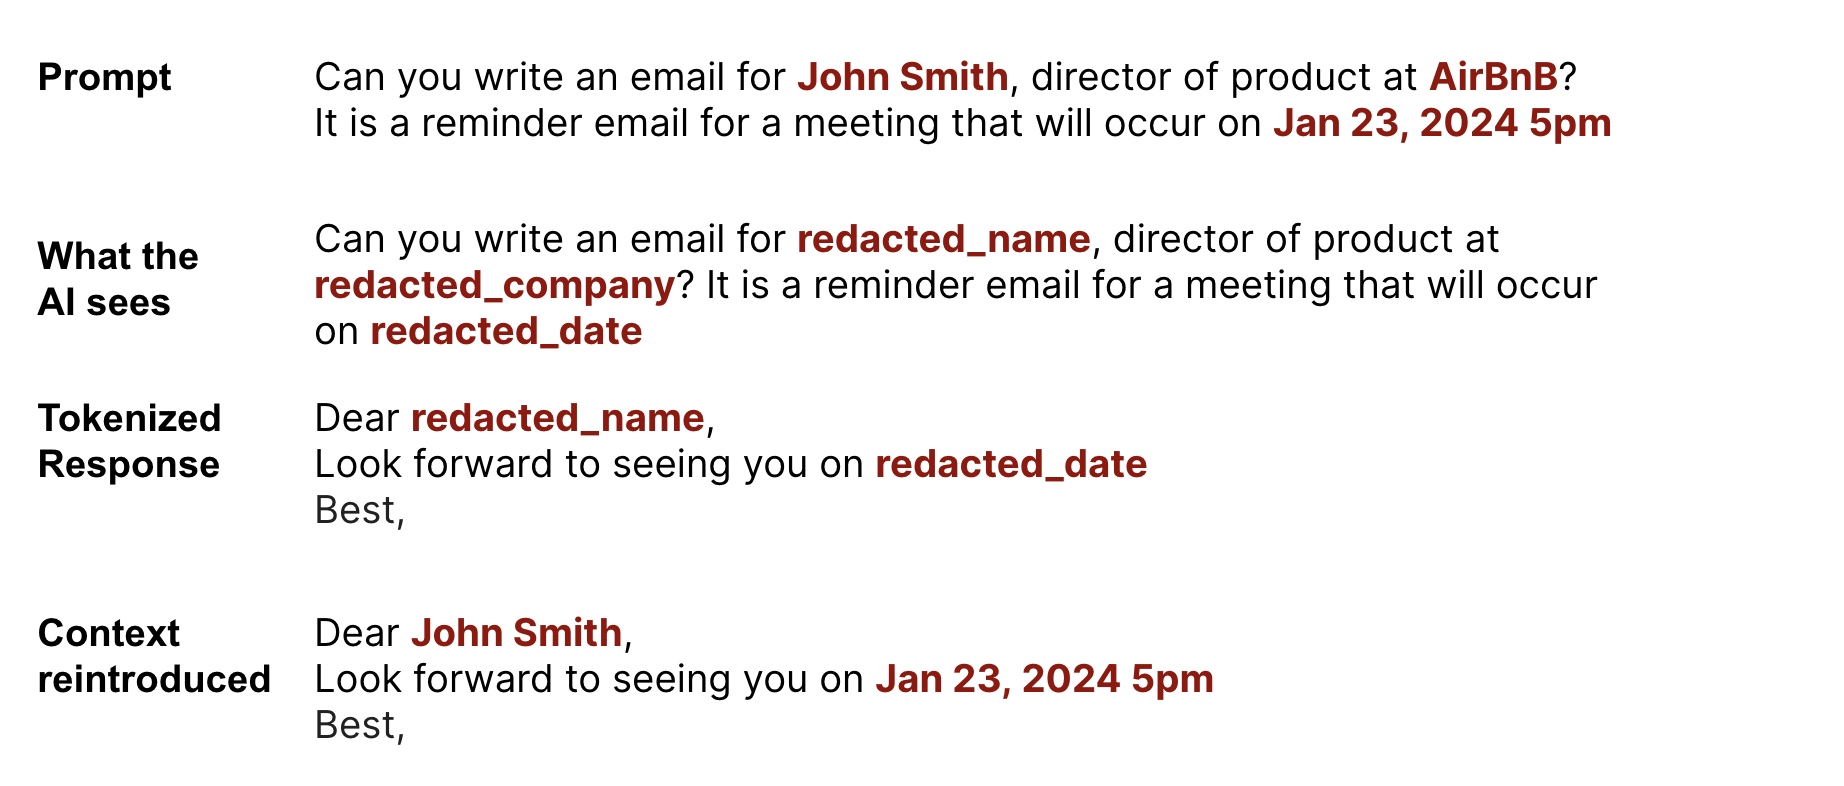 Prompt
Can you write an email for John Smith, director of product at AirBnB?
It is a reminder email for a meeting that will occur on Jan 23, 2024 5pm
What the
AI sees
Can you write an email for redacted_name, director of product at
redacted_company? It is a reminder email for a meeting that will occur
on redacted_date
Tokenized
Response
Dear redacted_name,
Look forward to seeing you on redacted_date
Best,
Context
reintroduced
Dear John Smith,
Look forward to seeing you on Jan 23, 2024 5pm
Best,